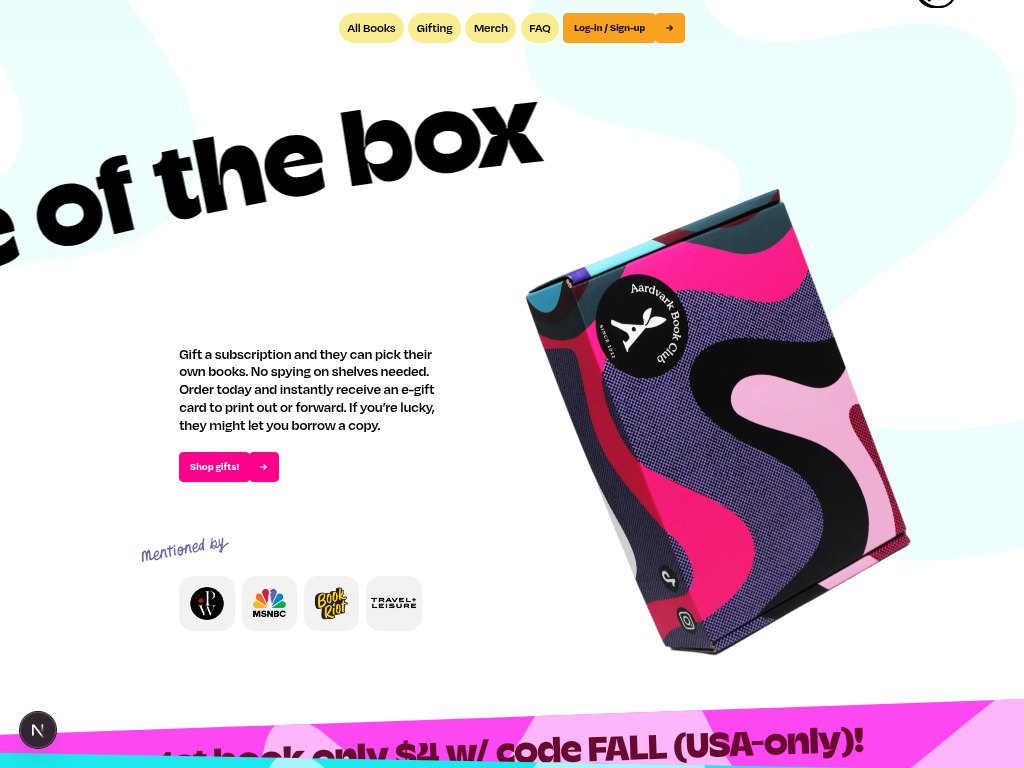 All Books Gifting Merch FAQ Log-in / Sign-up →
of the box
Aardvark Book Club
SINCE 2022
Gift a subscription and they can pick their
own books. No spying on shelves needed.
Order today and instantly receive an e-gift
card to print out or forward. If you’re lucky,
they might let you borrow a copy.
Shop gifts! →
mentioned by
PW
MSNBC
Book
Riot
TRAVEL+
LEISURE
N
1st book only $4 w/ code FALL (USA-only)!